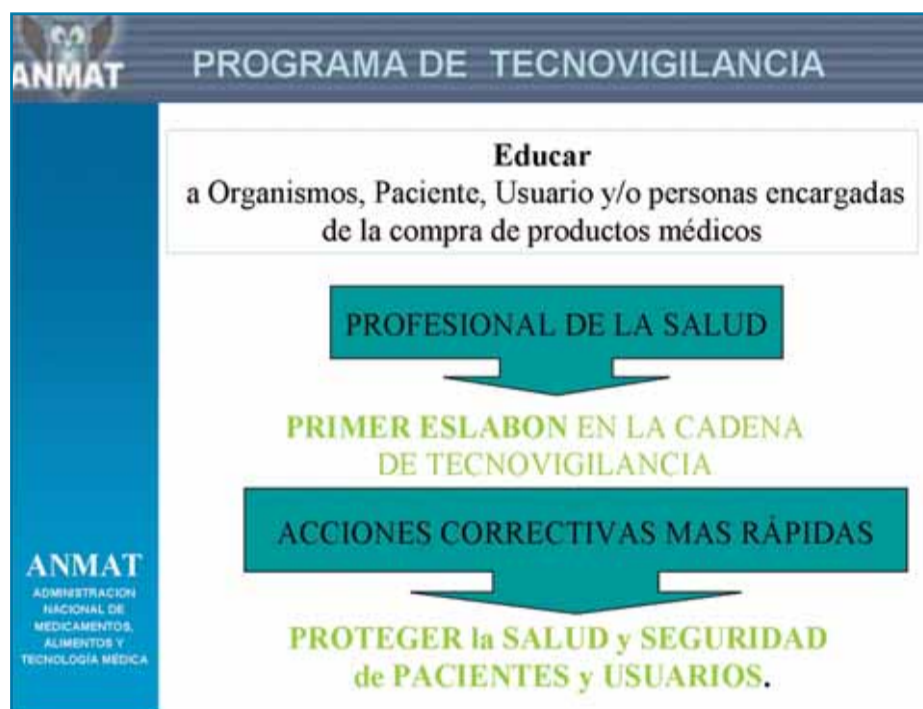 ANMAT
PROGRAMA DE TECNOVIGILANCIA
Educar
a Organismos, Paciente, Usuario y/o personas encargadas
de la compra de productos médicos
PROFESIONAL DE LA SALUD
PRIMER ESLABON EN LA CADENA
DE TECNOVIGILANCIA
ACCIONES CORRECTIVAS MAS RÁPIDAS
PROTEGER la SALUD y SEGURIDAD
de PACIENTES y USUARIOS.
ANMAT
ADMINISTRACION
NACIONAL DE
MEDICAMENTOS,
ALIMENTOS Y
TECNOLOGÍA MÉDICA